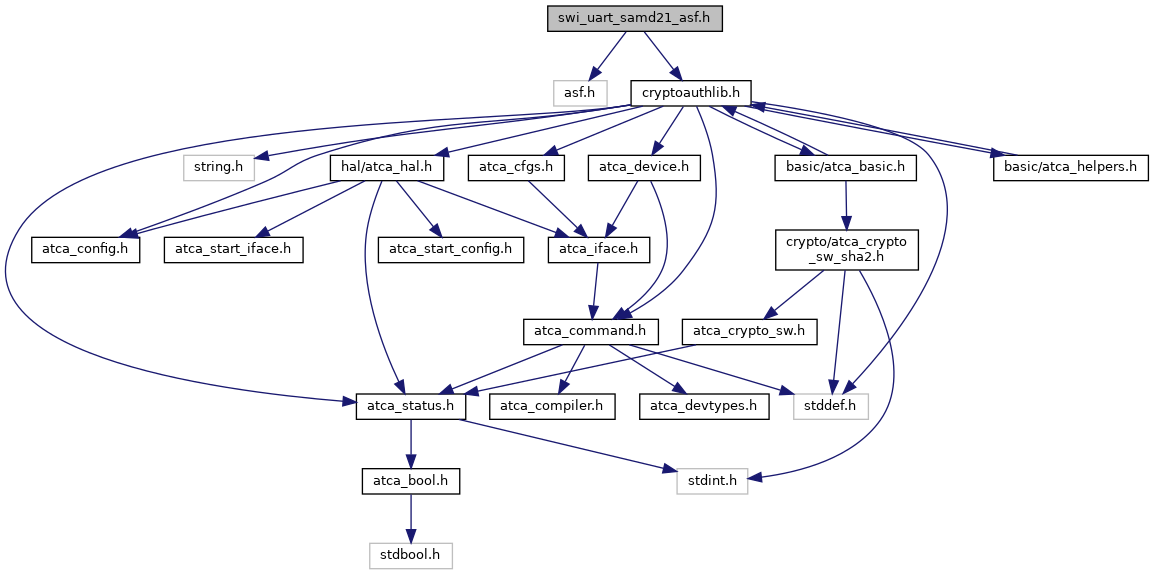 swi_uart_samd21_asf.h
asf.h
cryptoauthlib.h
string.h
hal/atca_hal.h
atca_cfgs.h
atca_device.h
basic/atca_basic.h
basic/atca_helpers.h
atca_config.h
atca_start_iface.h
atca_start_config.h
atca_iface.h
crypto/atca_crypto
_sw_sha2.h
atca_command.h
atca_crypto_sw.h
atca_status.h
atca_compiler.h
atca_devtypes.h
stddef.h
atca_bool.h
stdint.h
stdbool.h